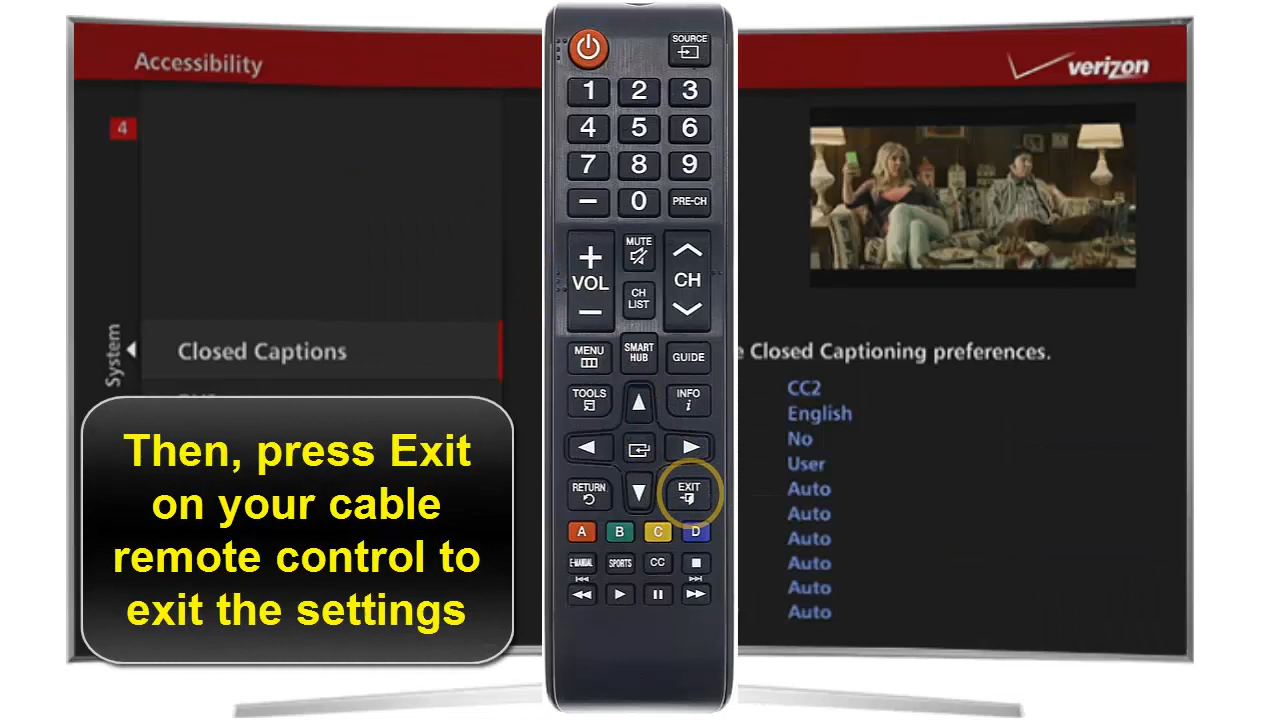 Accessibility
verizon
4
System
Closed Captions
e Closed Captioning preferences.
CC2
English
No
User
Auto
Auto
Auto
Auto
Auto
Auto
Then, press Exit
on your cable
remote control to
exit the settings
SOURCE
1 2 3
4 5 6
7 8 9
0 PRE-CH
MUTE
VOL
CH
CH
LIST
MENU
SMART
HUB
GUIDE
TOOLS
INFO
i
RETURN
EXIT
A B C D
E-MANUAL SPORTS CC